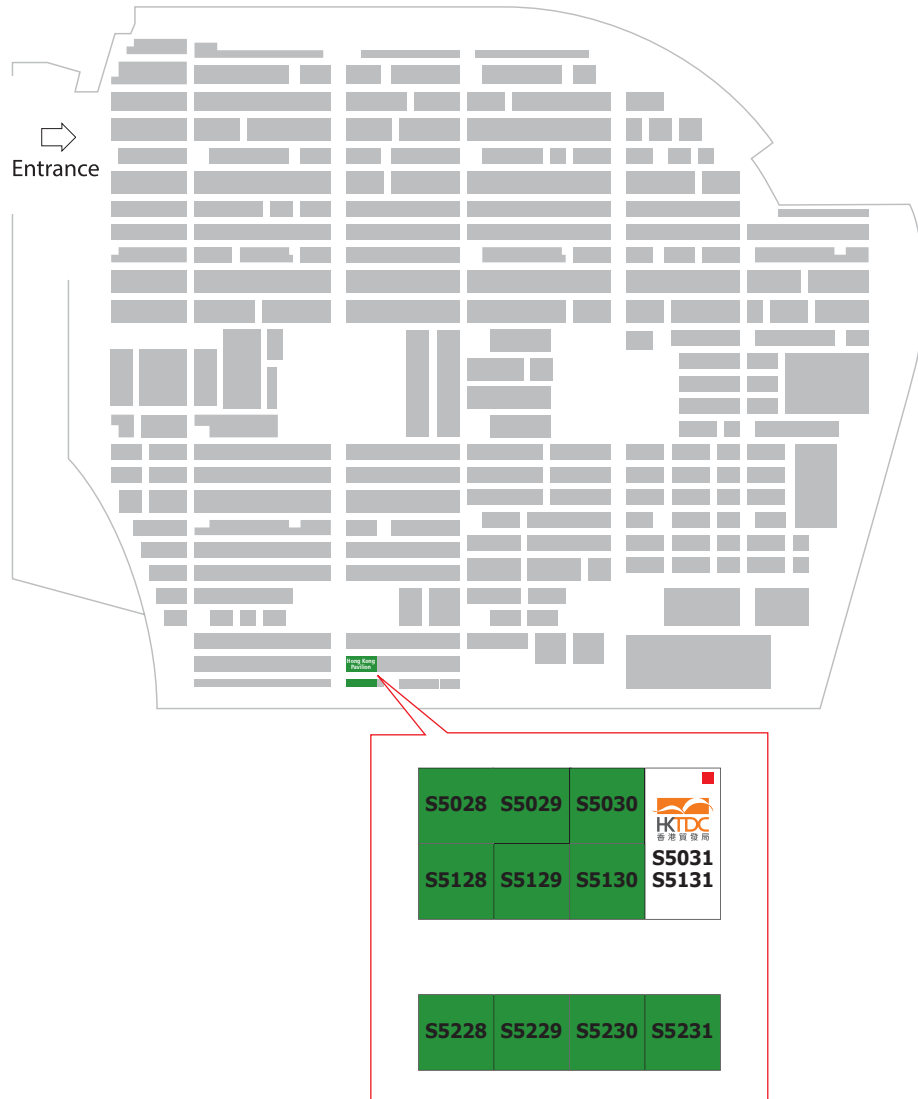 Entrance
Hong Kong
Pavilion
S5028 S5029 S5030
HKTDC
香港貿發局
S5031
S5128 S5129 S5130 S5131
S5228 S5229 S5230 S5231